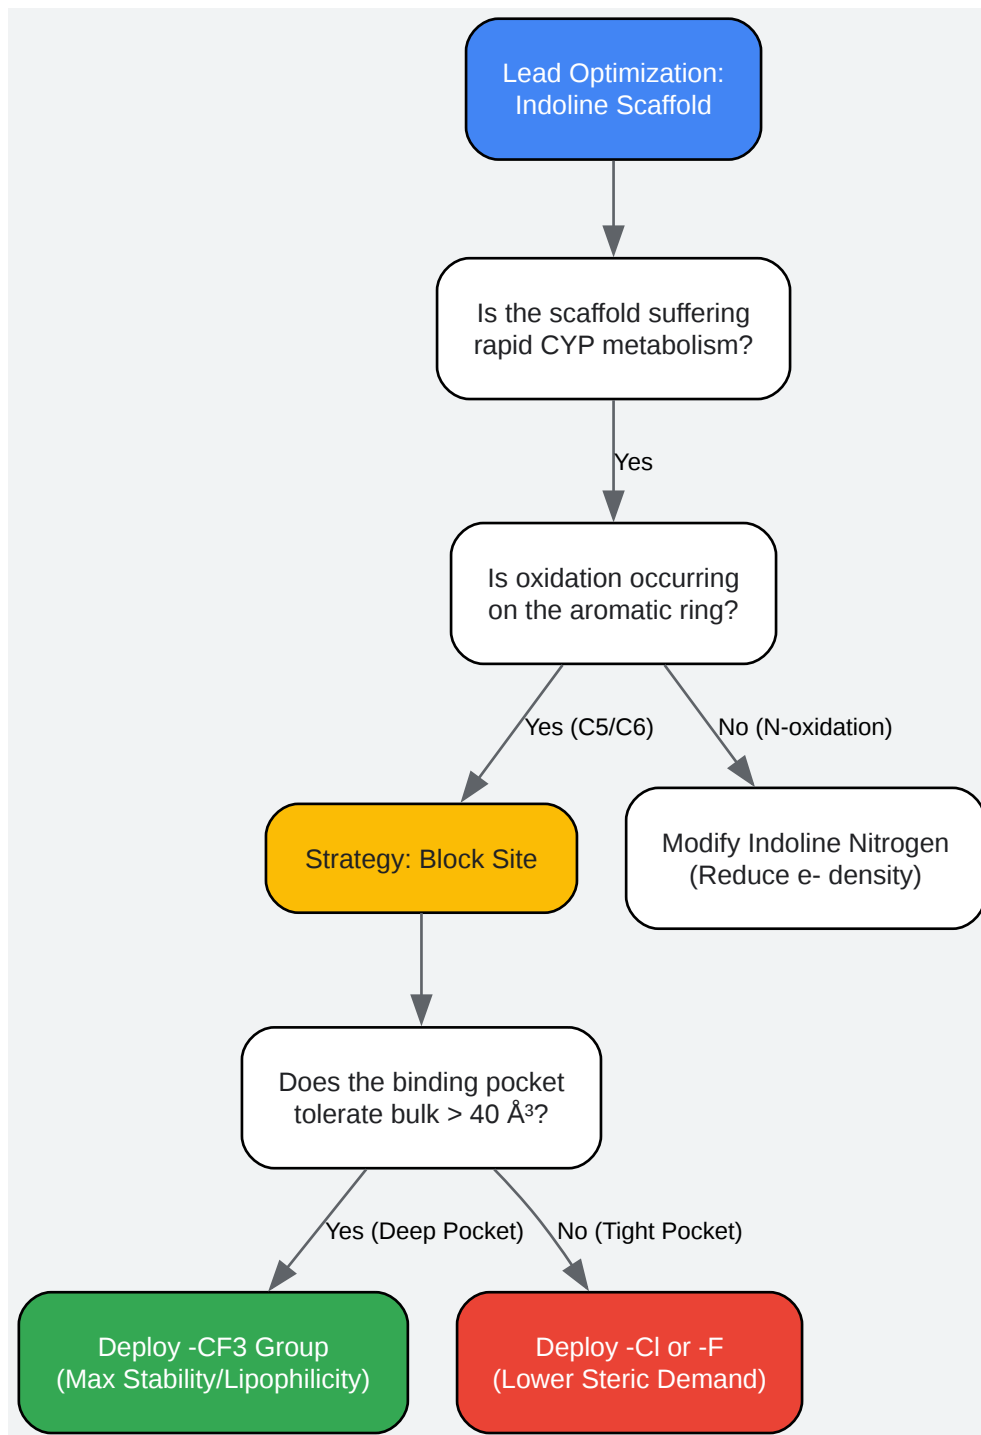 Lead Optimization:
Indoline Scaffold
Is the scaffold suffering
rapid CYP metabolism?
Yes
Is oxidation occurring
on the aromatic ring?
Yes (C5/C6)
No (N-oxidation)
Strategy: Block Site
Modify Indoline Nitrogen
(Reduce e- density)
Does the binding pocket
tolerate bulk > 40 Å³?
Yes (Deep Pocket)
No (Tight Pocket)
Deploy -CF3 Group
(Max Stability/Lipophilicity)
Deploy -Cl or -F
(Lower Steric Demand)